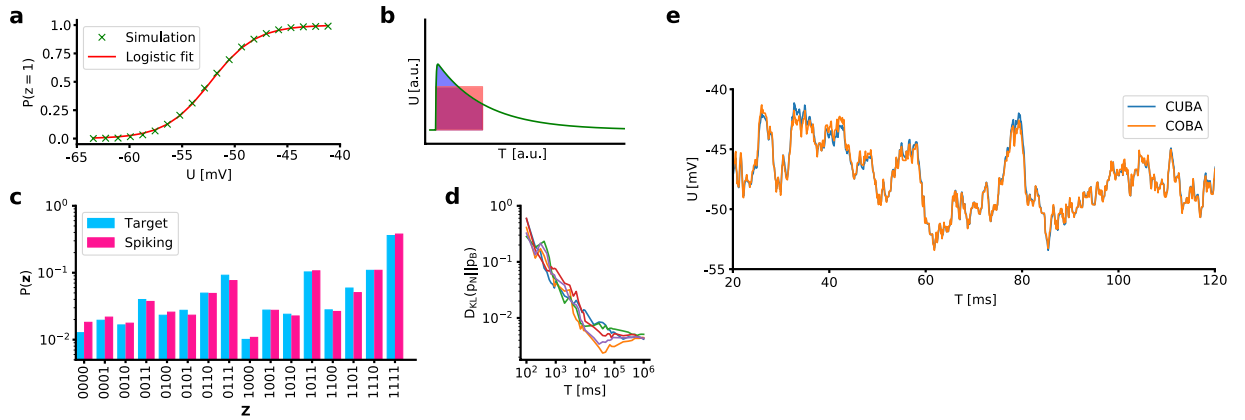 a
1.0
0.75
0.5
0.25
0.0
P(z = 1)
Simulation
Logistic fit
-65
-60
-55
-50
-45
-40
U [mV]
b
U [a.u.]
T [a.u.]
c
10⁰
10⁻¹
10⁻²
P(z)
Target
Spiking
0000
0001
0010
0011
0100
0101
0110
0111
1000
1001
1010
1011
1100
1101
1110
1111
z
d
10⁰
10⁻¹
10⁻²
D_KL(p_N||p_B)
10² 10³ 10⁴ 10⁵ 10⁶
T [ms]
e
-40
-45
-50
-55
U [mV]
CUBA
COBA
20
40
60
80
100
120
T [ms]